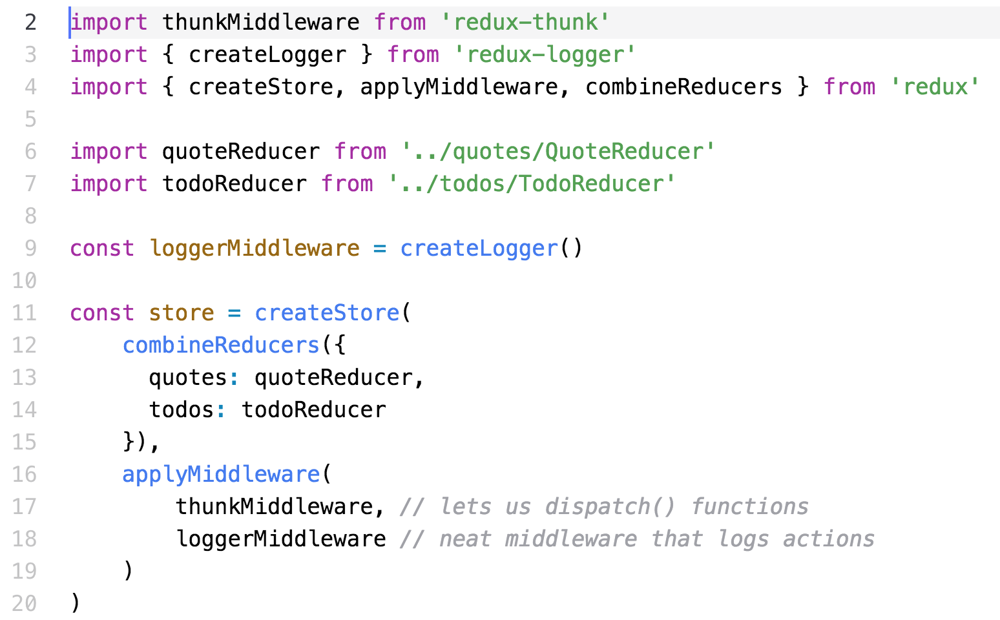 2 import thunkMiddleware from 'redux-thunk'
3 import { createLogger } from 'redux-logger'
4 import { createStore, applyMiddleware, combineReducers } from 'redux'
5
6 import quoteReducer from '../quotes/QuoteReducer'
7 import todoReducer from '../todos/TodoReducer'
8
9 const loggerMiddleware = createLogger()
10
11 const store = createStore(
12     combineReducers({
13       quotes: quoteReducer,
14       todos: todoReducer
15     }),
16     applyMiddleware(
17         thunkMiddleware, // lets us dispatch() functions
18         loggerMiddleware // neat middleware that logs actions
19     )
20 )